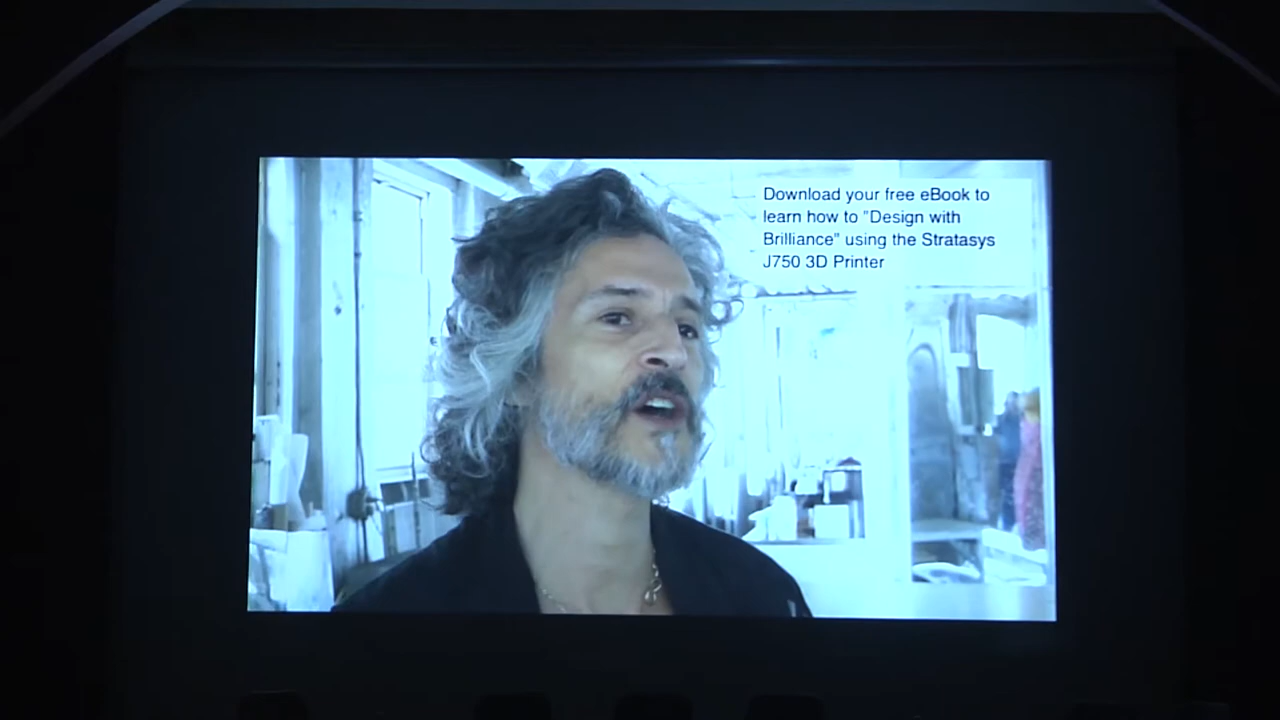 Download your free eBook to
learn how to "Design with
Brilliance" using the Stratasys
J750 3D Printer